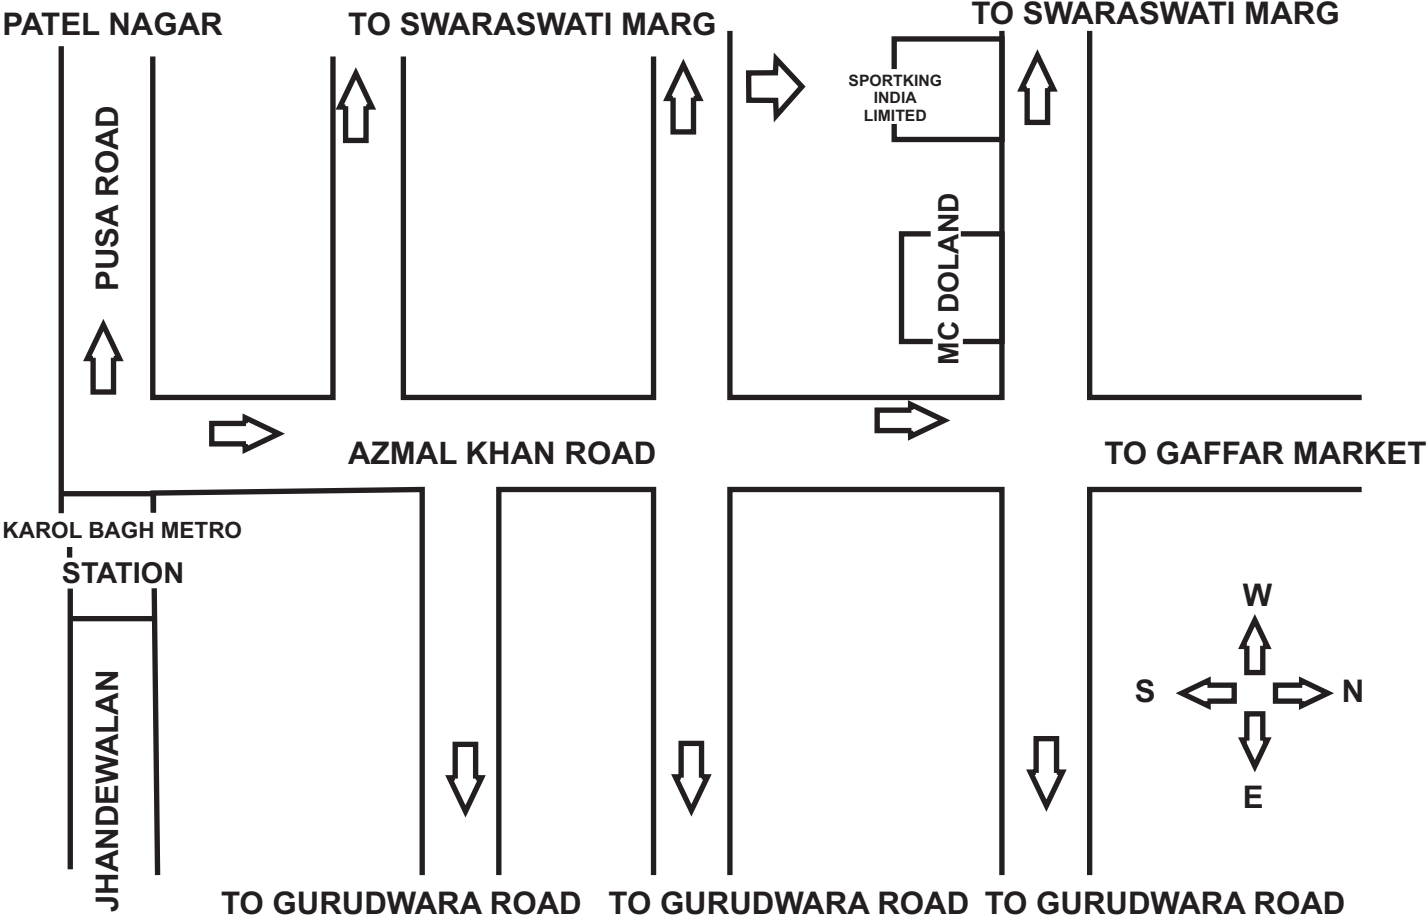 PATEL NAGAR
TO SWARASWATI MARG
TO SWARASWATI MARG
SPORTKING
INDIA
LIMITED
PUSA ROAD
MC DOLAND
AZMAL KHAN ROAD
TO GAFFAR MARKET
KAROL BAGH METRO
STATION
W
S
N
E
JHANDEWALAN
TO GURUDWARA ROAD
TO GURUDWARA ROAD
TO GURUDWARA ROAD